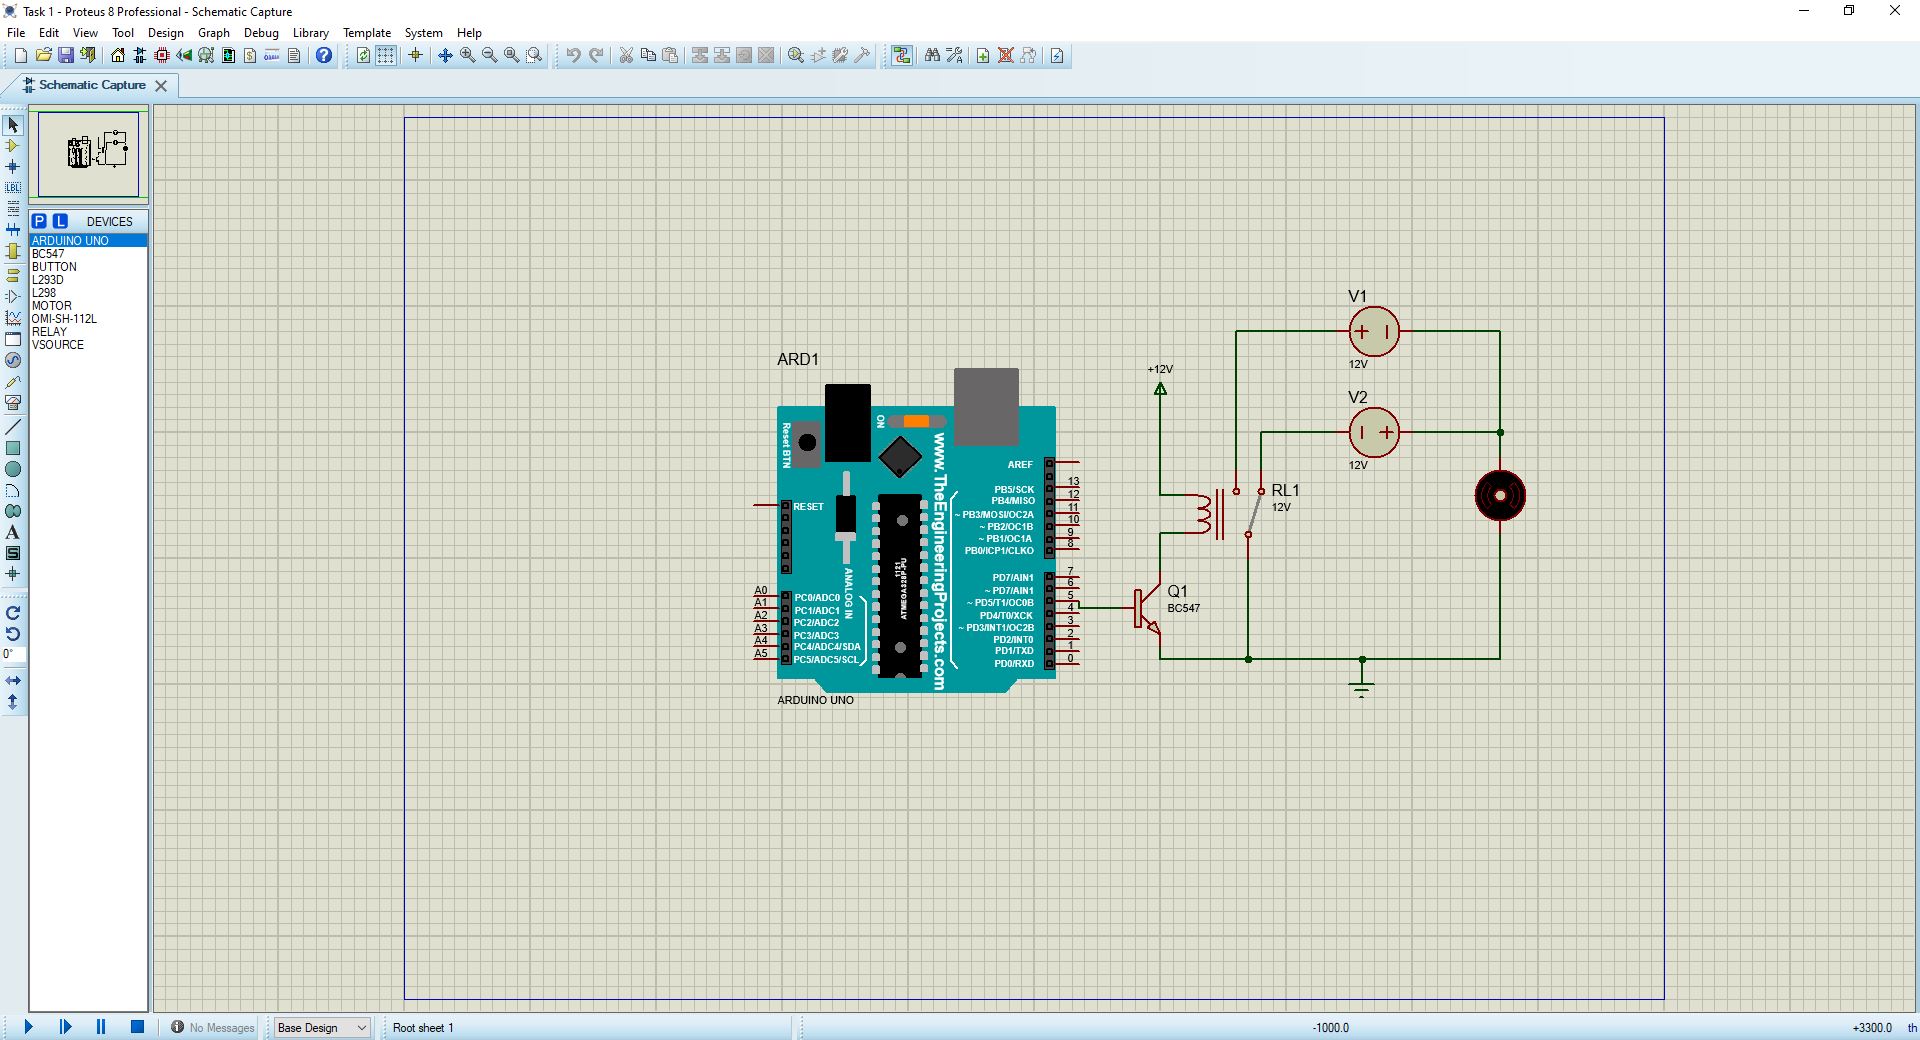 Task 1 - Proteus 8 Professional - Schematic Capture
File Edit View Tool Design Graph Debug Library Template System Help
Schematic Capture
LBL
P L DEVICES
ARDUINO UNO
BC547
BUTTON
L293D
L298
MOTOR
OMI-SH-112L
RELAY
VSOURCE
A
S
0°
ARD1
Reset BTN
ON
www.TheEngineeringProjects.com
RESET
ANALOG IN
1121
ATMEGA328P-PU
A0 PC0/ADC0
A1 PC1/ADC1
A2 PC2/ADC2
A3 PC3/ADC3
A4 PC4/ADC4/SDA
A5 PC5/ADC5/SCL
AREF
PB5/SCK 13
PB4/MISO 12
~ PB3/MOSI/OC2A 11
~ PB2/OC1B 10
~ PB1/OC1A 9
PB0/ICP1/CLKO 8
PD7/AIN1 7
~ PD7/AIN1 6
~ PD5/T1/OC0B 5
PD4/T0/XCK 4
~ PD3/INT1/OC2B 3
PD2/INT0 2
PD1/TXD 1
PD0/RXD 0
ARDUINO UNO
+12V
Q1
BC547
RL1
12V
V1
12V
V2
12V
No Messages
Base Design
Root sheet 1
-1000.0
+3300.0
th